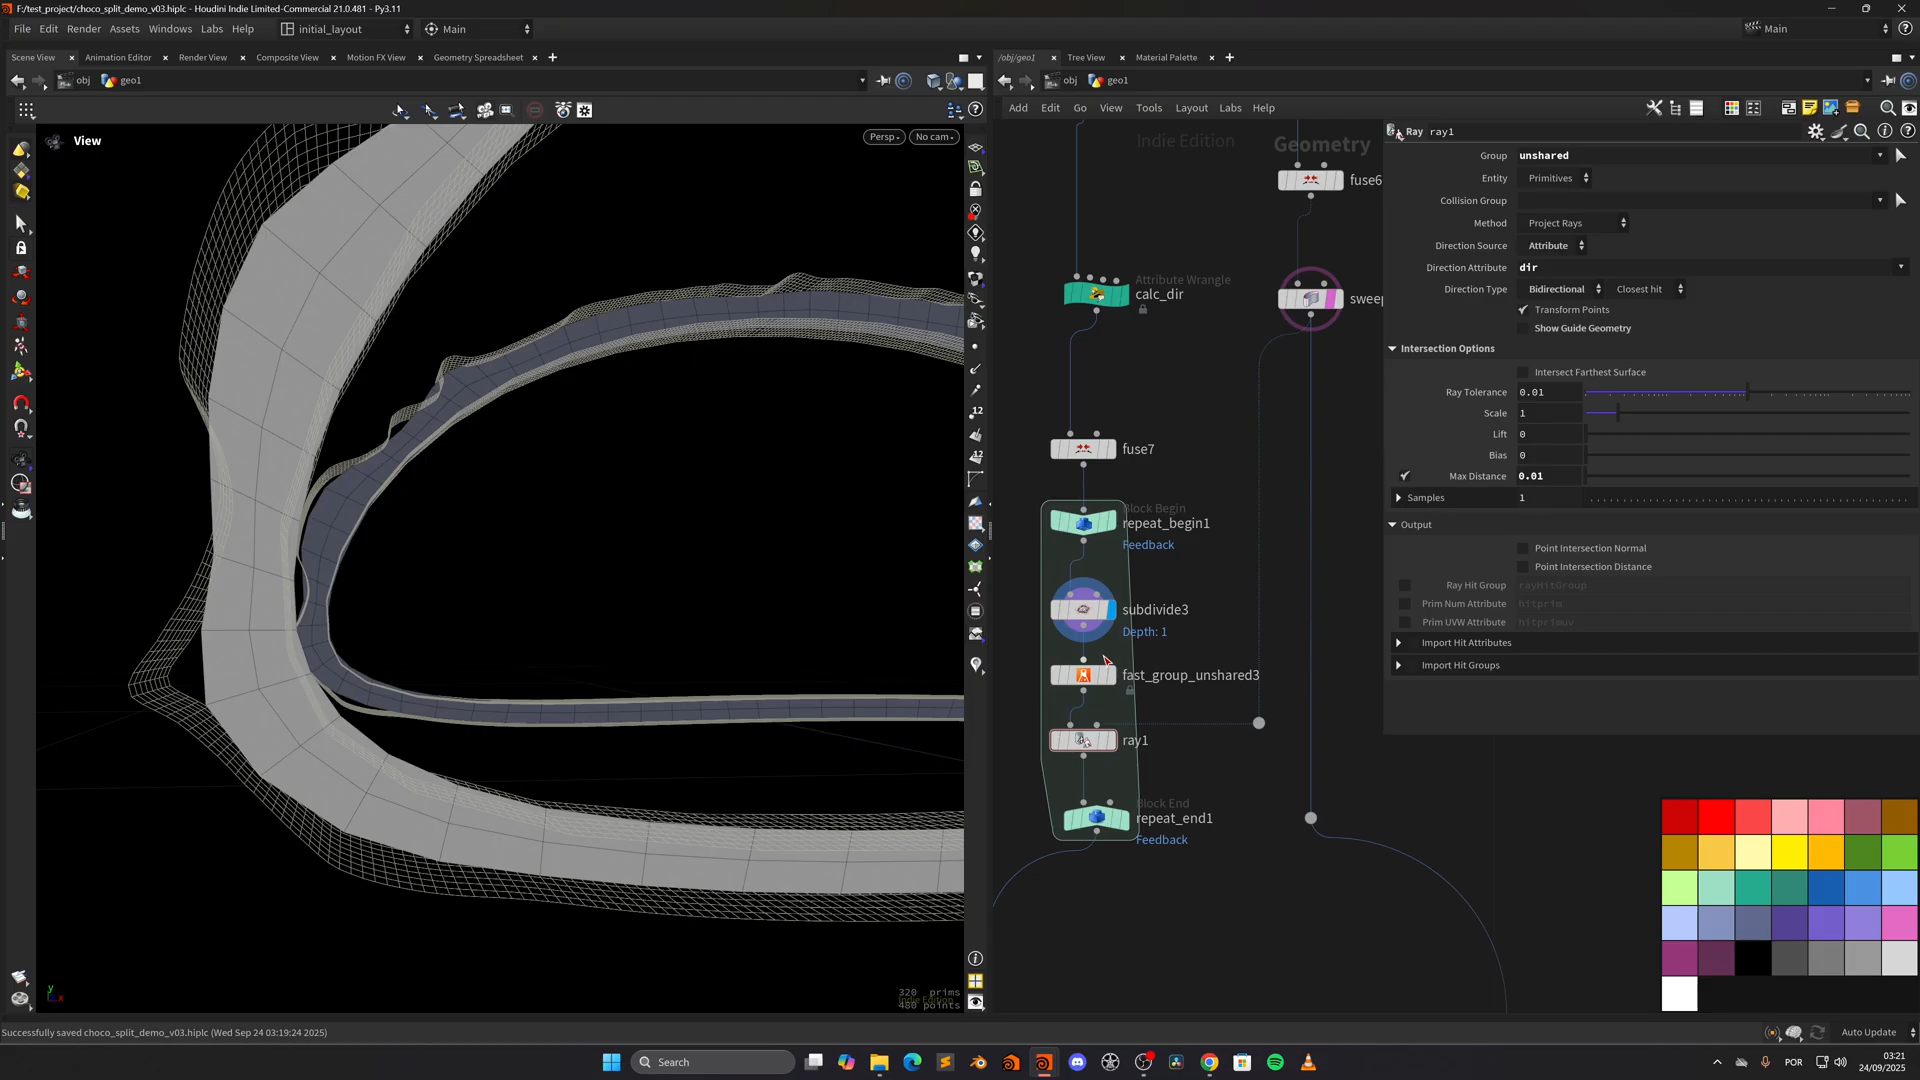 F:/test_project/choco_split_demo_v03.hiplc - Houdini Indie Limited-Commercial 21.0.481 - Py3.11
File Edit Render Assets Windows Labs Help initial_layout Main Main
Scene View Animation Editor Render View Composite View Motion FX View Geometry Spreadsheet
/obj/geo1 Tree View Material Palette
obj geo1
obj geo1
Add Edit Go View Tools Layout Labs Help
View
Persp No cam
Indie Edition
Geometry
fuse6
Attribute Wrangle
calc_dir
sweep
fuse7
Block Begin
repeat_begin1
Feedback
subdivide3
Depth: 1
fast_group_unshared3
ray1
Block End
repeat_end1
Feedback
Ray ray1
Group unshared
Entity Primitives
Collision Group
Method Project Rays
Direction Source Attribute
Direction Attribute dir
Direction Type Bidirectional Closest hit
Transform Points
Show Guide Geometry
Intersection Options
Intersect Farthest Surface
Ray Tolerance 0.01
Scale 1
Lift 0
Bias 0
Max Distance 0.01
Samples 1
Output
Point Intersection Normal
Point Intersection Distance
Ray Hit Group rayHitGroup
Prim Num Attribute hitprim
Prim UVW Attribute hitprimuv
Import Hit Attributes
Import Hit Groups
12
12
y
x
320 prims
Indie Edition
480 points
Successfully saved choco_split_demo_v03.hiplc (Wed Sep 24 03:19:24 2025)
Auto Update
Search
POR
03:21
24/09/2025